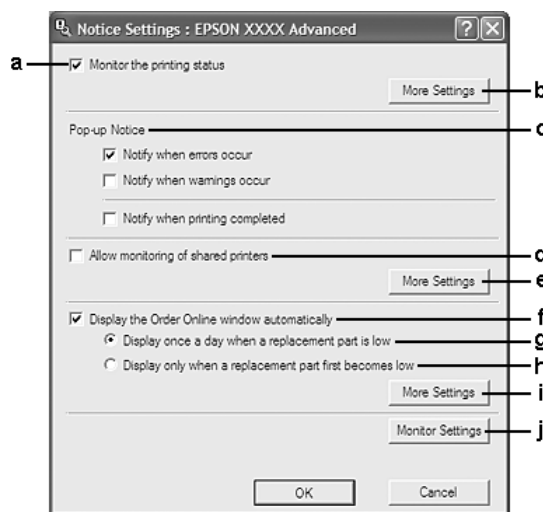 Notice Settings : EPSON XXXX Advanced
a Monitor the printing status
More Settings b
Pop-up Notice c
Notify when errors occur
Notify when warnings occur
Notify when printing completed
Allow monitoring of shared printers d
More Settings e
Display the Order Online window automatically f
Display once a day when a replacement part is low g
Display only when a replacement part first becomes low h
More Settings i
Monitor Settings j
OK Cancel